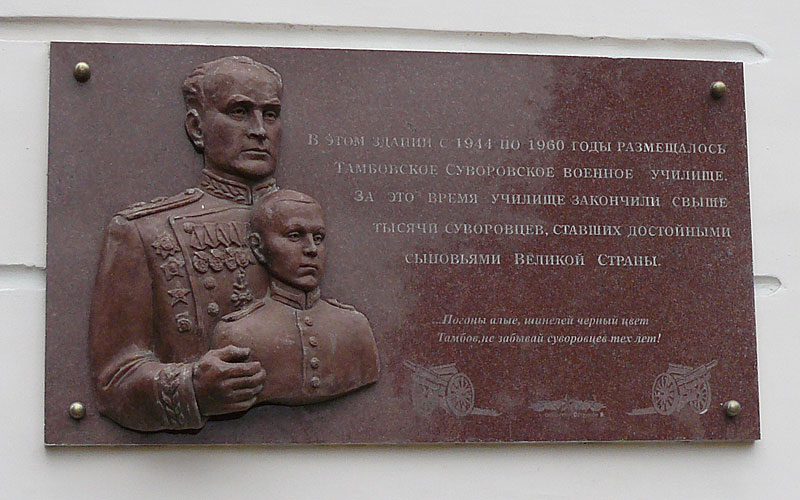 В ЭТОМ ЗДАНИИ С 1944 ПО 1960 ГОДЫ РАЗМЕЩАЛОСЬ
ТАМБОВСКОЕ СУВОРОВСКОЕ ВОЕННОЕ УЧИЛИЩЕ.
ЗА ЭТО ВРЕМЯ УЧИЛИЩЕ ЗАКОНЧИЛИ СВЫШЕ
ТЫСЯЧИ СУВОРОВЦЕВ, СТАВШИХ ДОСТОЙНЫМИ
СЫНОВЬЯМИ ВЕЛИКОЙ СТРАНЫ.
...Погоны алые, шинелей черный цвет
Тамбов,не забывай суворовцев тех лет!